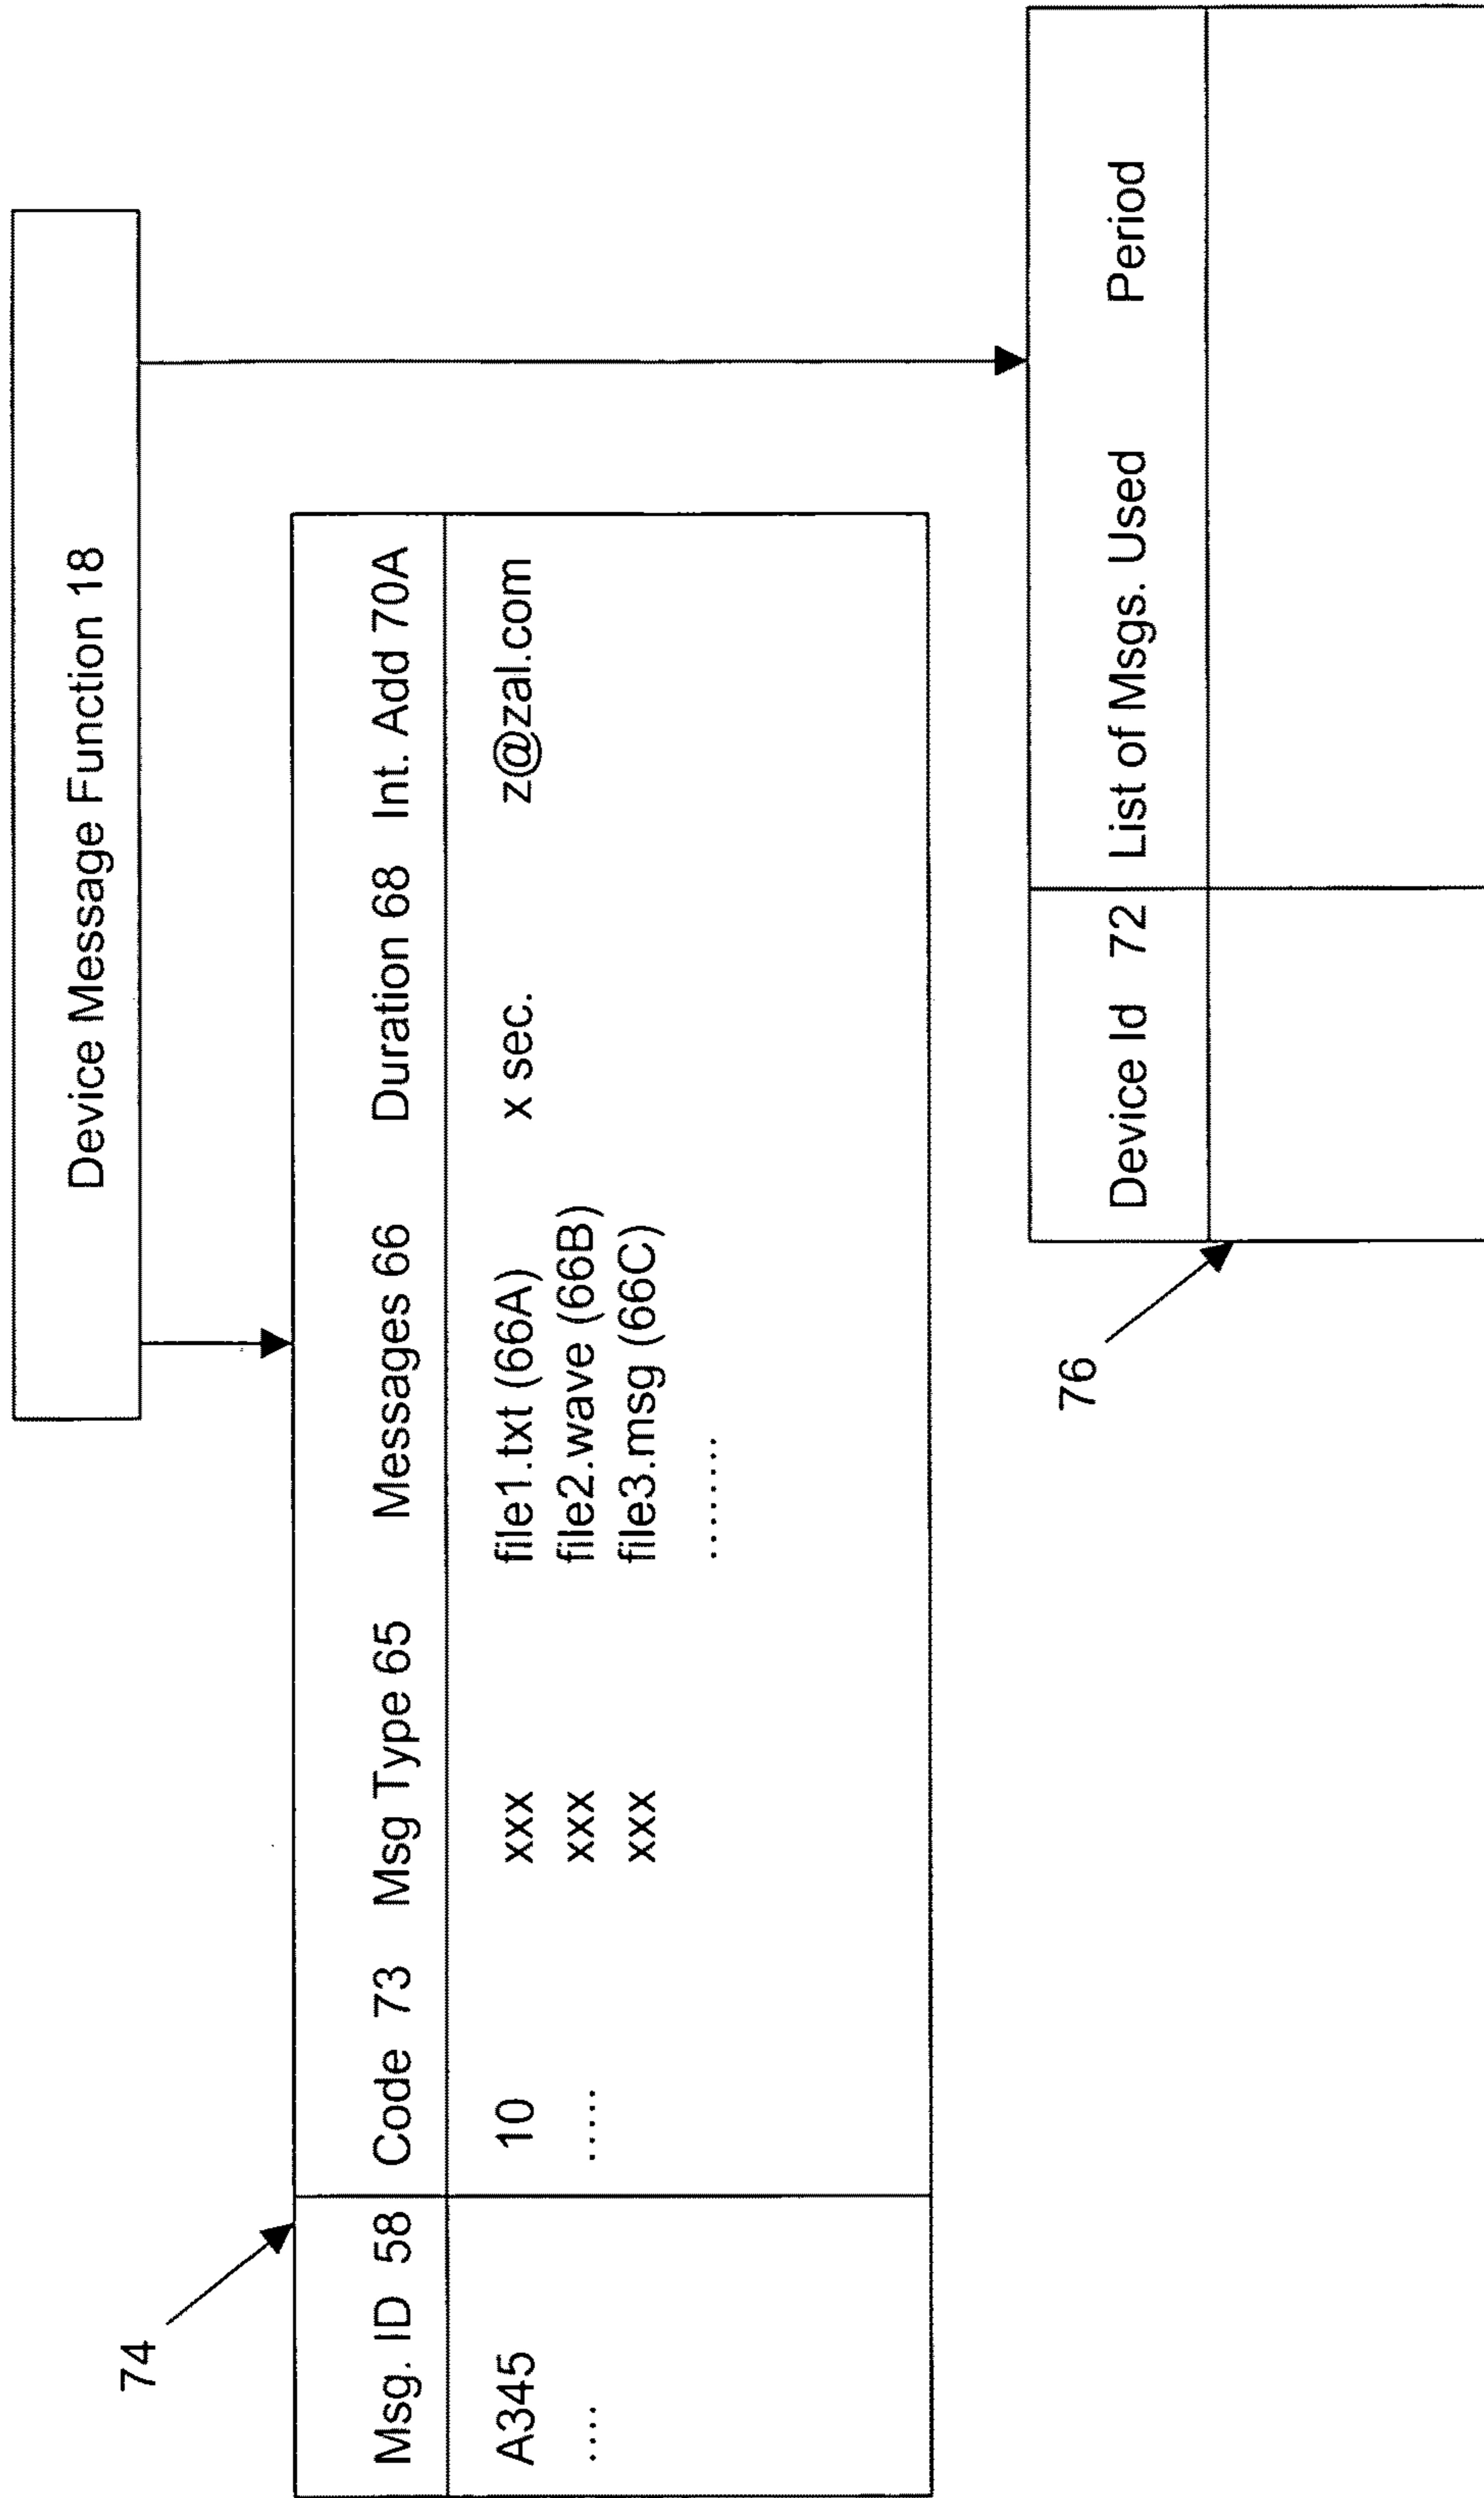 Device Message Function 18
74
Msg. ID 58 Code 73 Msg Type 65 Messages 66 Duration 68 Int. Add 70A
A345 10 xxx file1.txt (66A) x sec. z@zal.com
.... ..... xxx file2.wave (66B)
xxx file3.msg (66C)
.......
76
Device Id 72 List of Msgs. Used Period